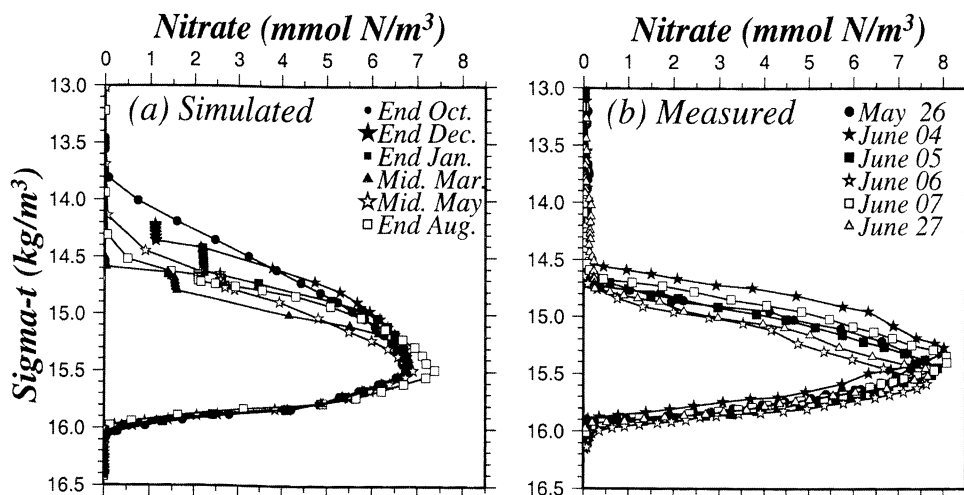 Nitrate (mmol N/m³)
0 1 2 3 4 5 6 7 8
Sigma-t (kg/m³)
13.0
13.5
14.0
14.5
15.0
15.5
16.0
16.5
(a) Simulated
End Oct.
End Dec.
End Jan.
Mid. Mar.
Mid. May
End Aug.
Nitrate (mmol N/m³)
0 1 2 3 4 5 6 7 8
13.0
13.5
14.0
14.5
15.0
15.5
16.0
16.5
(b) Measured
May 26
June 04
June 05
June 06
June 07
June 27